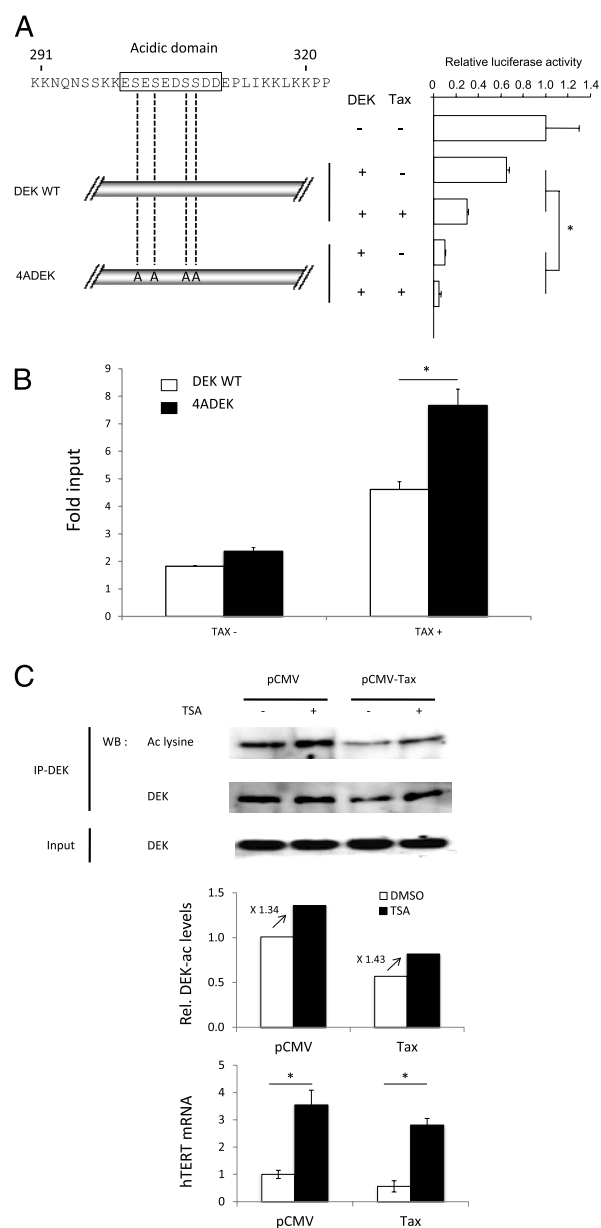 A
291
Acidic domain
320
KKNQNSSKKESESEDSSDDEPLIKKLKKPP
Relative luciferase activity
DEK Tax
0 0.2 0.4 0.6 0.8 1 1.2 1.4
- -
DEK WT
+ -
+ +
*
4ADEK
A A A A
+ -
+ +
B
Fold input
9
8
7
6
5
4
3
2
1
0
DEK WT
4ADEK
*
TAX -
TAX +
C
pCMV
pCMV-Tax
TSA - + - +
IP-DEK
WB : Ac lysine
DEK
Input
DEK
Rel. DEK-ac levels
1.5
1.0
0.5
0.0
DMSO
TSA
X 1.34
X 1.43
pCMV
Tax
hTERT mRNA
5
4
3
2
1
0
*
*
pCMV
Tax